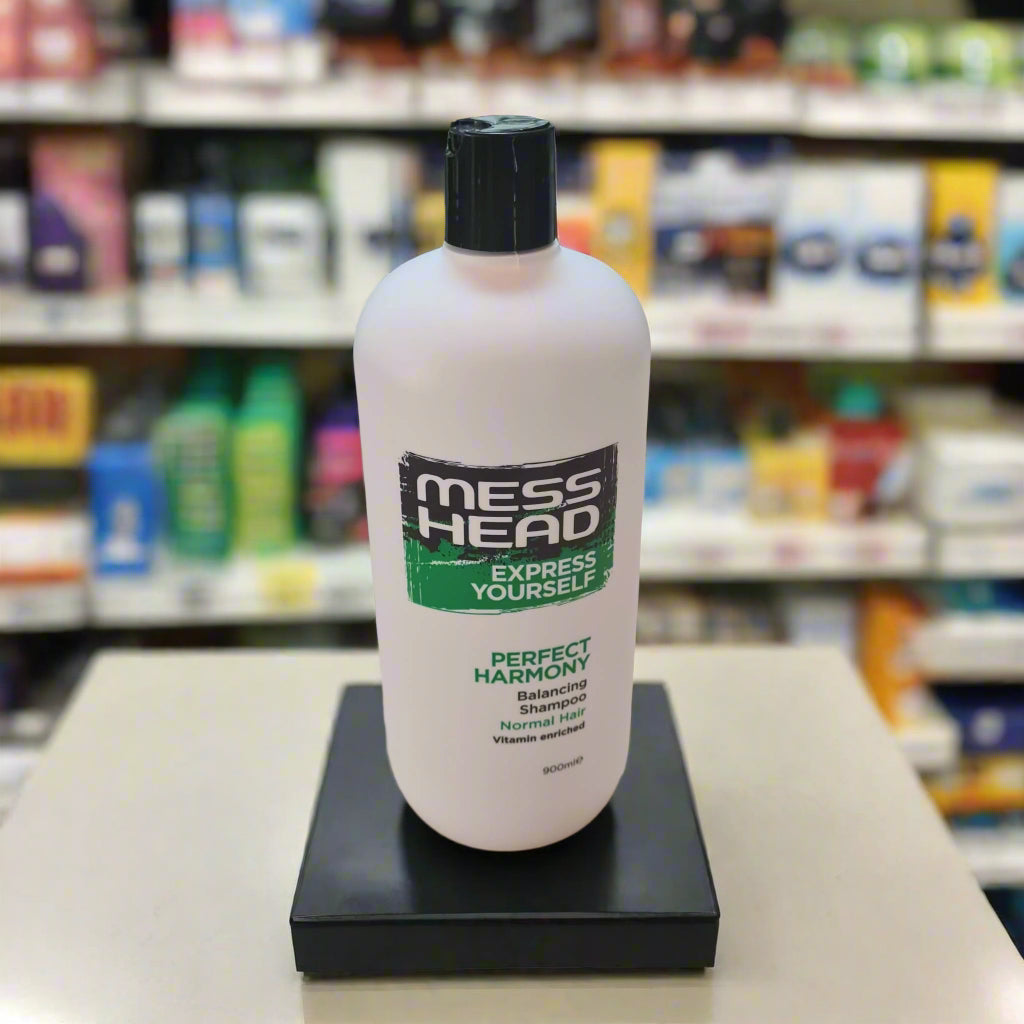 MESS
HEAD
EXPRESS
YOURSELF
PERFECT
HARMONY
Balancing
Shampoo
Normal Hair
Vitamin enriched
900ml℮